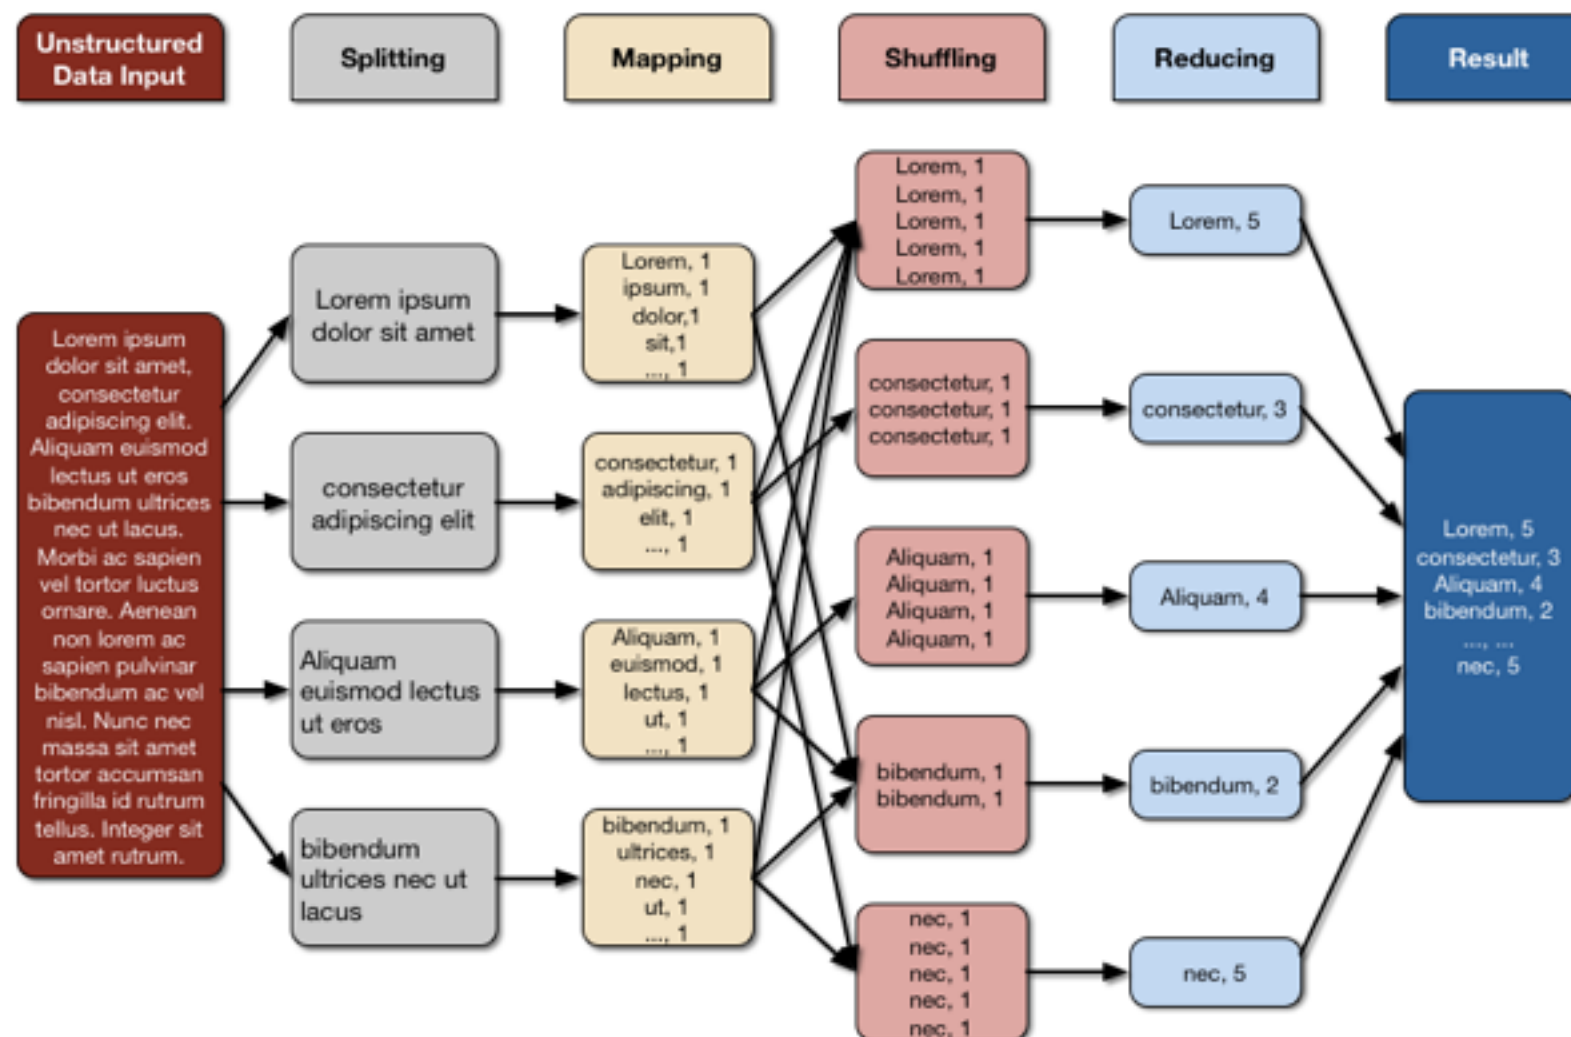 Unstructured
Data Input
Splitting
Mapping
Shuffling
Reducing
Result
Lorem ipsum
dolor sit amet,
consectetur
adipiscing elit.
Aliquam euismod
lectus ut eros
bibendum ultrices
nec ut lacus.
Morbi ac sapien
vel tortor luctus
ornare. Aenean
non lorem ac
sapien pulvinar
bibendum ac vel
nisl. Nunc nec
massa sit amet
tortor accumsan
fringilla id rutrum
tellus. Integer sit
amet rutrum.
Lorem ipsum
dolor sit amet
consectetur
adipiscing elit
Aliquam
euismod lectus
ut eros
bibendum
ultrices nec ut
lacus
Lorem, 1
ipsum, 1
dolor,1
sit,1
..., 1
consectetur, 1
adipiscing, 1
elit, 1
..., 1
Aliquam, 1
euismod, 1
lectus, 1
ut, 1
..., 1
bibendum, 1
ultrices, 1
nec, 1
ut, 1
..., 1
Lorem, 1
Lorem, 1
Lorem, 1
Lorem, 1
Lorem, 1
consectetur, 1
consectetur, 1
consectetur, 1
Aliquam, 1
Aliquam, 1
Aliquam, 1
Aliquam, 1
bibendum, 1
bibendum, 1
nec, 1
nec, 1
nec, 1
nec, 1
nec, 1
Lorem, 5
consectetur, 3
Aliquam, 4
bibendum, 2
nec, 5
Lorem, 5
consectetur, 3
Aliquam, 4
bibendum, 2
..., ...
nec, 5